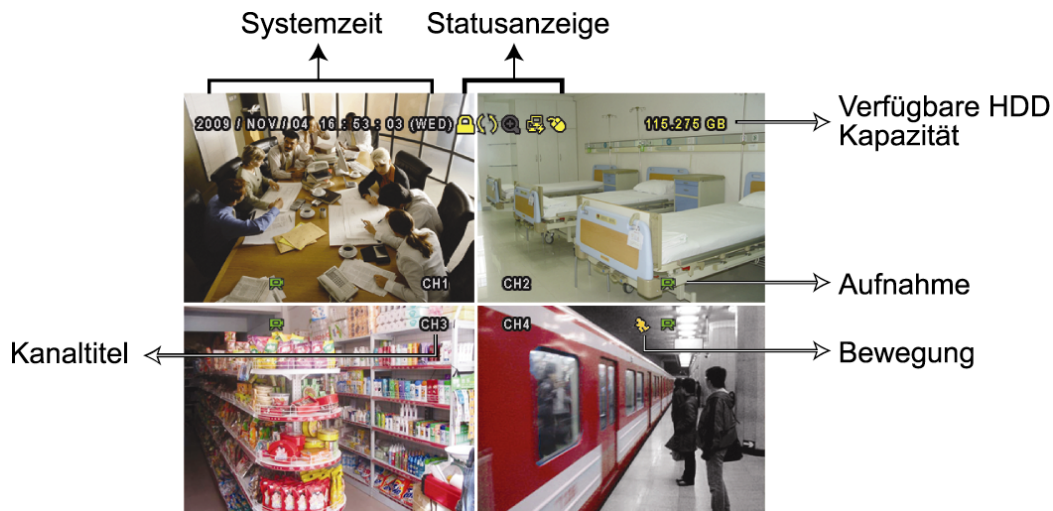 Systemzeit
Statusanzeige
2009 / NOV / 04 16 : 53 : 03 (WED)
115.275 GB
Verfügbare HDD
Kapazität
CH1
CH2
Aufnahme
CH3
CH4
Kanaltitel
Bewegung